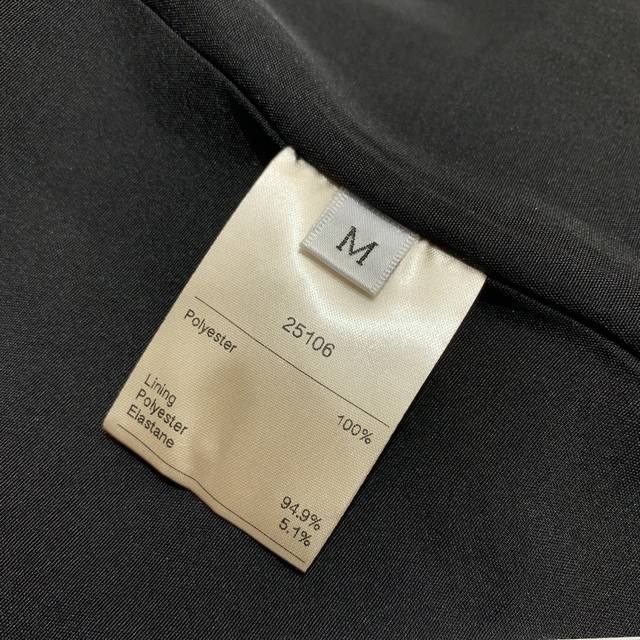 M
25106
Polyester 100%
Lining
Polyester 94.9%
Elastane 5.1%